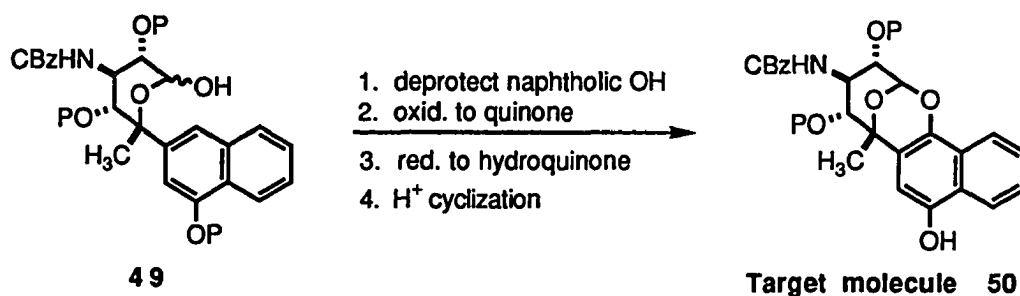 OP
CBzHN
OH
O
PO
H₃C
OP
49
1. deprotect naphtholic OH
2. oxid. to quinone
3. red. to hydroquinone
4. H⁺ cyclization
OP
CBzHN
O
O
PO
H₃C
OH
Target molecule 50